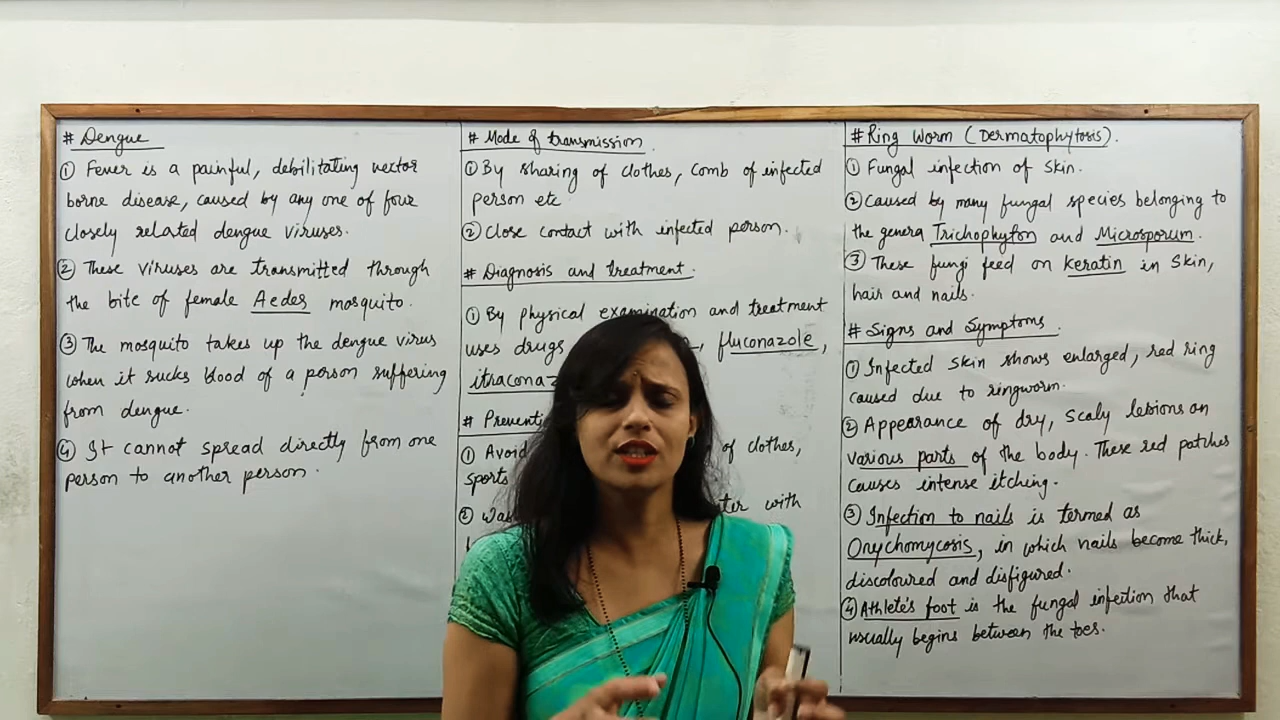 # Dengue
① Fever is a painful, debilitating vector
borne disease, caused by any one of four
closely related dengue viruses.
② These viruses are transmitted through
the bite of female Aedes mosquito.
③ The mosquito takes up the dengue virus
when it sucks blood of a person suffering
from dengue.
④ It cannot spread directly from one
person to another person.
# Mode of transmission.
① By sharing of clothes, comb of infected
person etc
② Close contact with infected person.
# Diagnosis and treatment.
① By physical examination and treatment
uses drugs , fluconazole,
# 
① Avoid of clothes,
sports
② with
# Ring Worm (Dermatophytosis).
① Fungal infection of skin.
② Caused by many fungal species belonging to
the genera Trichophyton and Microsporum.
③ These fungi feed on keratin in skin,
hair and nails.
# Signs and Symptoms.
① Infected skin shows enlarged, red ring
caused due to ringworm.
② Appearance of dry, scaly lesions on
various parts of the body. These red patches
causes intense itching.
③ Infection to nails is termed as
Onychomycosis, in which nails become thick,
discoloured and disfigured.
④ Athlete's foot is the fungal infection that
usually begins between the toes.